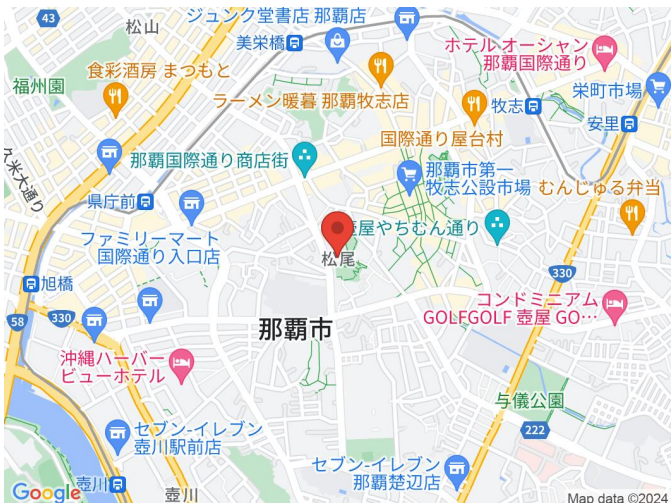 43
松山
ジュンク堂書店 那覇店
美栄橋
ホテル オーシャン
那覇国際通り
福州園
食彩酒房 まつもと
ラーメン暖暮 那覇牧志店
牧志
栄町市場
安里
国際通り屋台村
久米大通り
那覇国際通り商店街
那覇市第一
牧志公設市場
むんじゅる弁当
県庁前
ファミリーマート
国際通り入口店
壺屋やちむん通り
松尾
旭橋
330
330
58
コンドミニアム
GOLFGOLF 壺屋 GO…
那覇市
沖縄ハーバー
ビューホテル
与儀公園
セブン-イレブン
壺川駅前店
222
セブン-イレブン
那覇楚辺店
壺川
壺川
Google
Map data ©2024